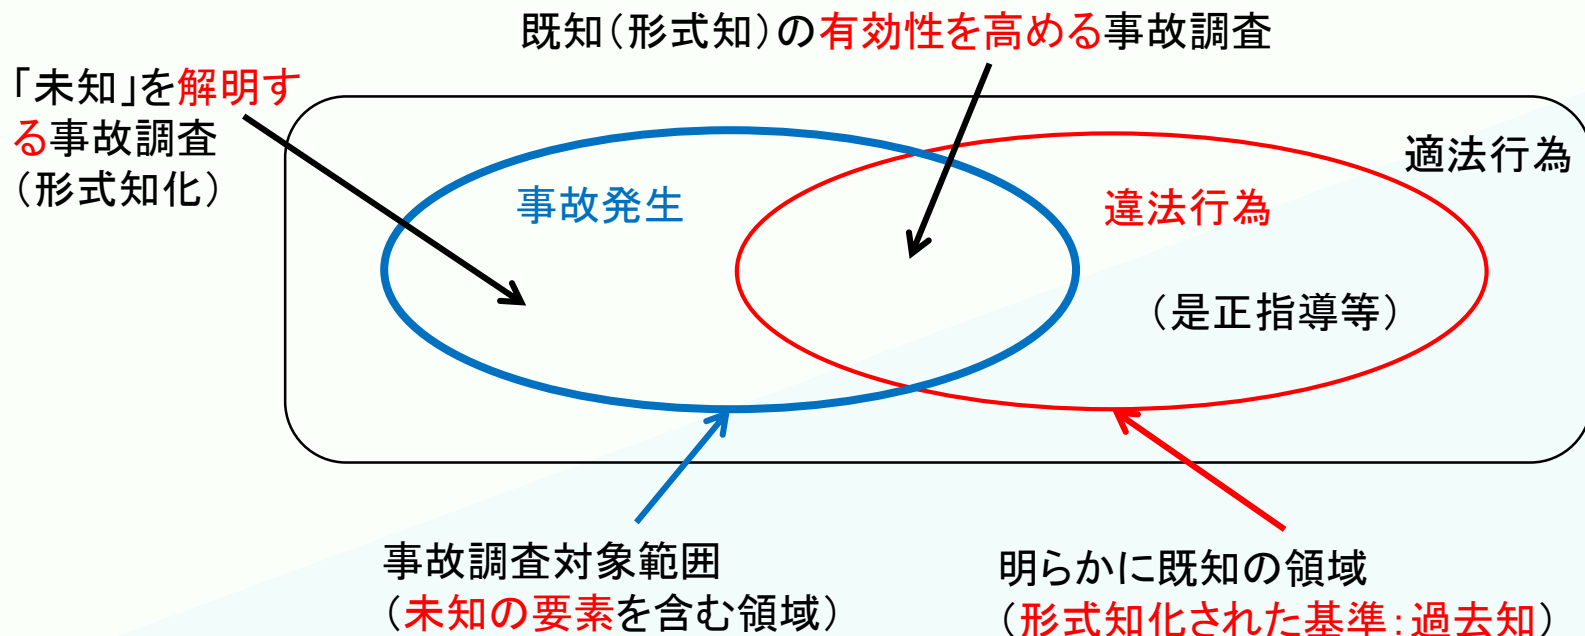 既知（形式知）の有効性を高める事故調査
「未知」を解明す
る事故調査
（形式知化）
適法行為
事故発生
違法行為
（是正指導等）
事故調査対象範囲
（未知の要素を含む領域）
明らかに既知の領域
（形式知化された基準：過去知）